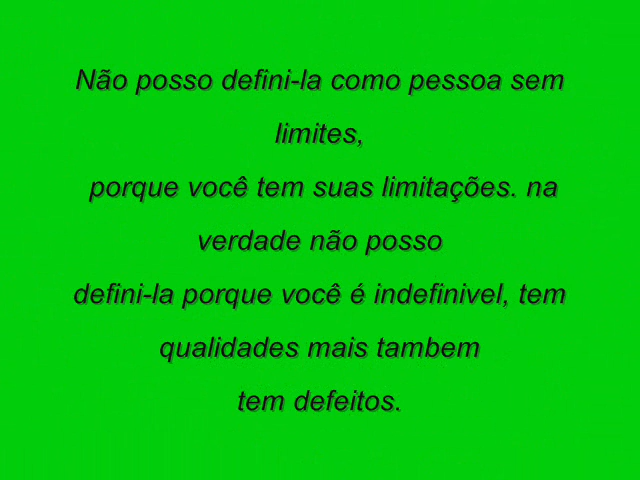 Não posso defini-la como pessoa sem
limites,
porque você tem suas limitações. na
verdade não posso
defini-la porque você é indefinivel, tem
qualidades mais tambem
tem defeitos.